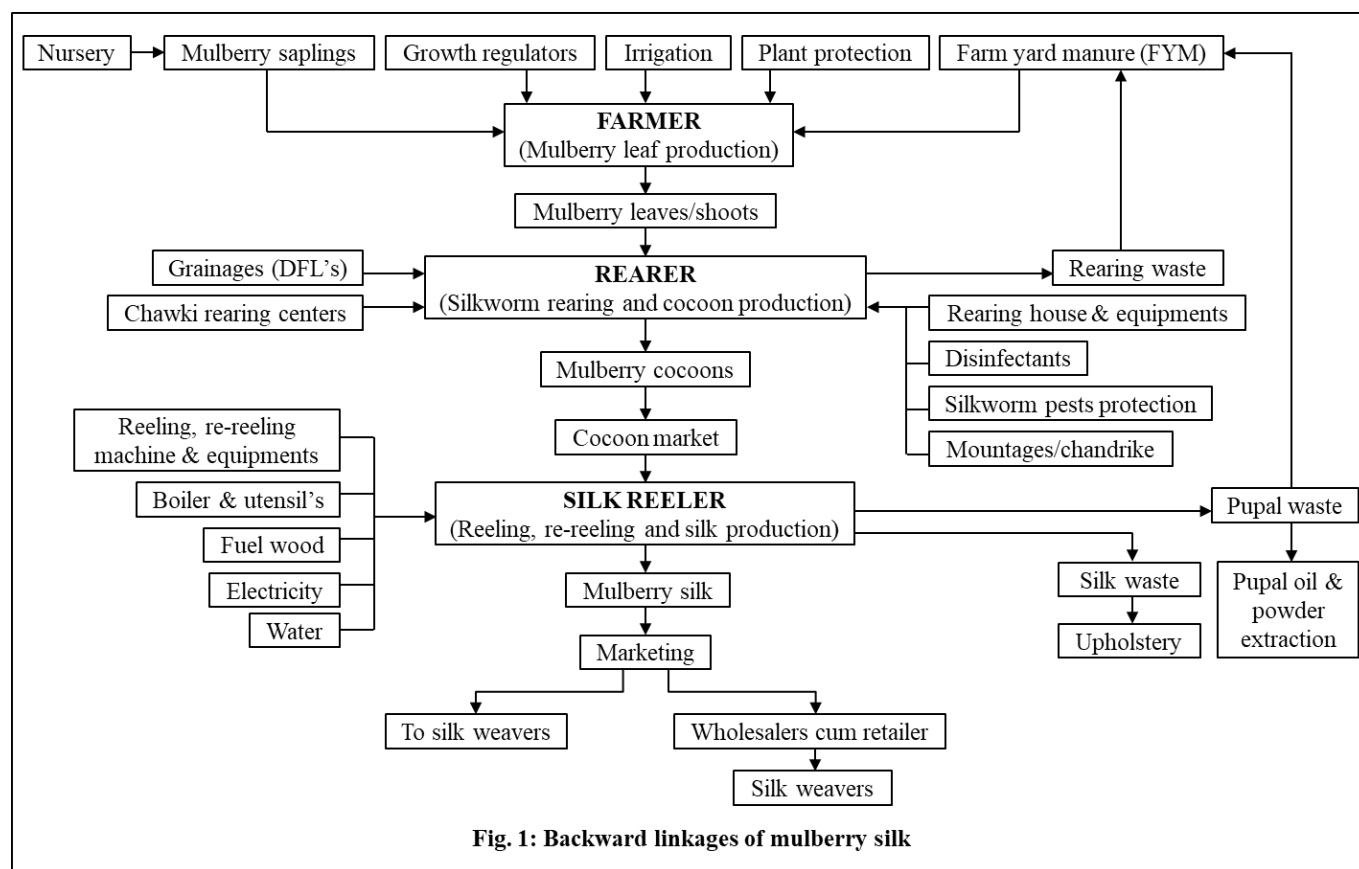 Nursery
Mulberry saplings
Growth regulators
Irrigation
Plant protection
Farm yard manure (FYM)
FARMER
(Mulberry leaf production)
Mulberry leaves/shoots
Grainages (DFL's)
REARER
(Silkworm rearing and cocoon production)
Rearing waste
Chawki rearing centers
Rearing house & equipments
Mulberry cocoons
Disinfectants
Silkworm pests protection
Reeling, re-reeling
machine & equipments
Cocoon market
Mountages/chandrike
Boiler & utensil's
SILK REELER
(Reeling, re-reeling and silk production)
Pupal waste
Fuel wood
Electricity
Mulberry silk
Silk waste
Pupal oil &
powder
extraction
Water
Marketing
Upholstery
To silk weavers
Wholesalers cum retailer
Silk weavers
Fig. 1: Backward linkages of mulberry silk